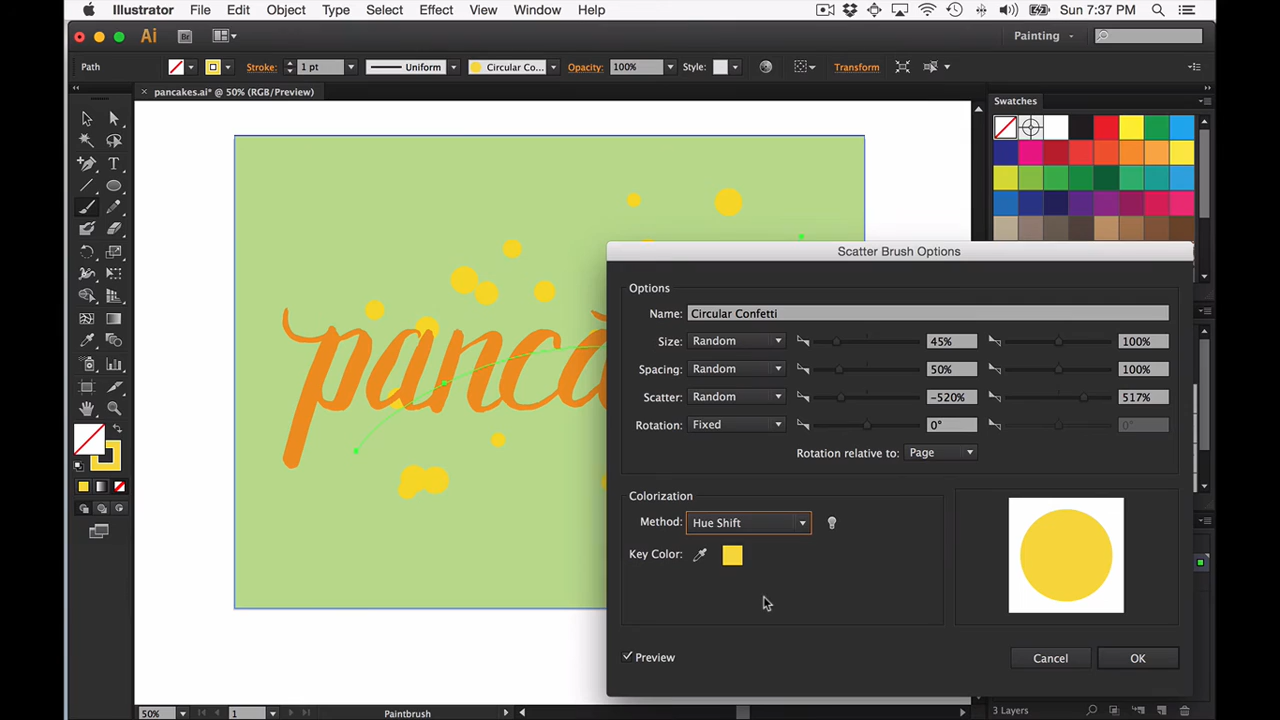 Illustrator File Edit Object Type Select Effect View Window Help Sun 7:37 PM
Ai Br Painting
Path Stroke: 1 pt Uniform Circular Co... Opacity: 100% Style: Transform
× pancakes.ai* @ 50% (RGB/Preview)
Swatches
panca
Scatter Brush Options
Options
Name: Circular Confetti
Size: Random 45% 100%
Spacing: Random 50% 100%
Scatter: Random -520% 517%
Rotation: Fixed 0° 0°
Rotation relative to: Page
Colorization
Method: Hue Shift
Key Color:
Preview
Cancel OK
50% 1 Paintbrush 3 Layers